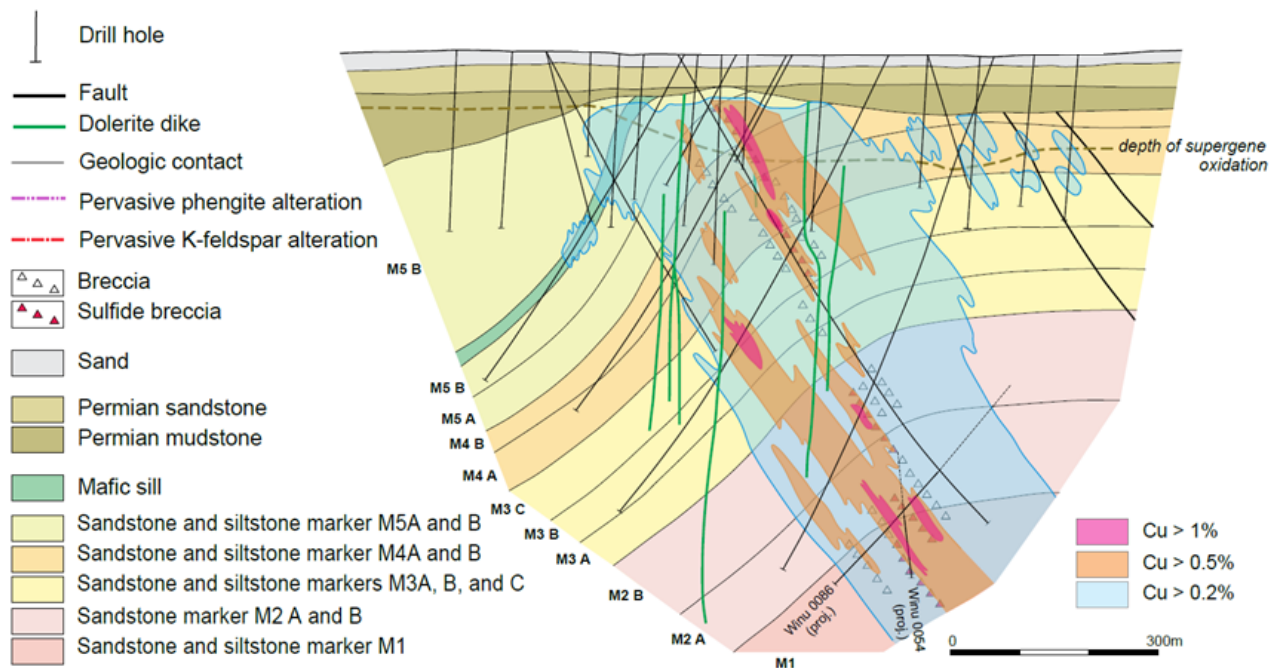 Drill hole
Fault
Dolerite dike
Geologic contact
Pervasive phengite alteration
Pervasive K-feldspar alteration
Breccia
Sulfide breccia
Sand
Permian sandstone
Permian mudstone
Mafic sill
Sandstone and siltstone marker M5A and B
Sandstone and siltstone marker M4A and B
Sandstone and siltstone markers M3A, B, and C
Sandstone marker M2 A and B
Sandstone and siltstone marker M1
depth of supergene
oxidation
M5 B
M5 B
M5 A
M4 B
M4 A
M3 C
M3 B
M3 A
M2 B
M2 A
M1
Winu 0086
(proj.)
Winu 0054
(proj.)
Cu > 1%
Cu > 0.5%
Cu > 0.2%
0
300m